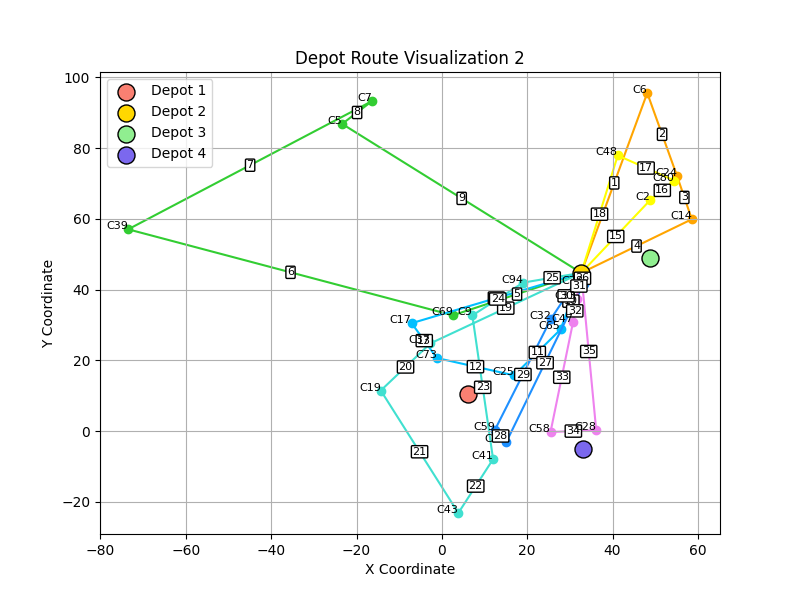 Depot Route Visualization 2
Depot 1
Depot 2
Depot 3
Depot 4
100
80
60
40
20
0
−20
−80
−60
−40
−20
0
20
40
60
X Coordinate
Y Coordinate
C7
C6
C5
C48
C24
C80
C2
C14
C39
C94
C69
C9
C17
C32
C47
C65
C73
C25
C19
C59
C58
C28
C41
C43
1
2
3
4
5
6
7
8
9
11
12
15
16
17
18
19
20
21
22
23
24
25
27
28
29
31
32
33
34
35